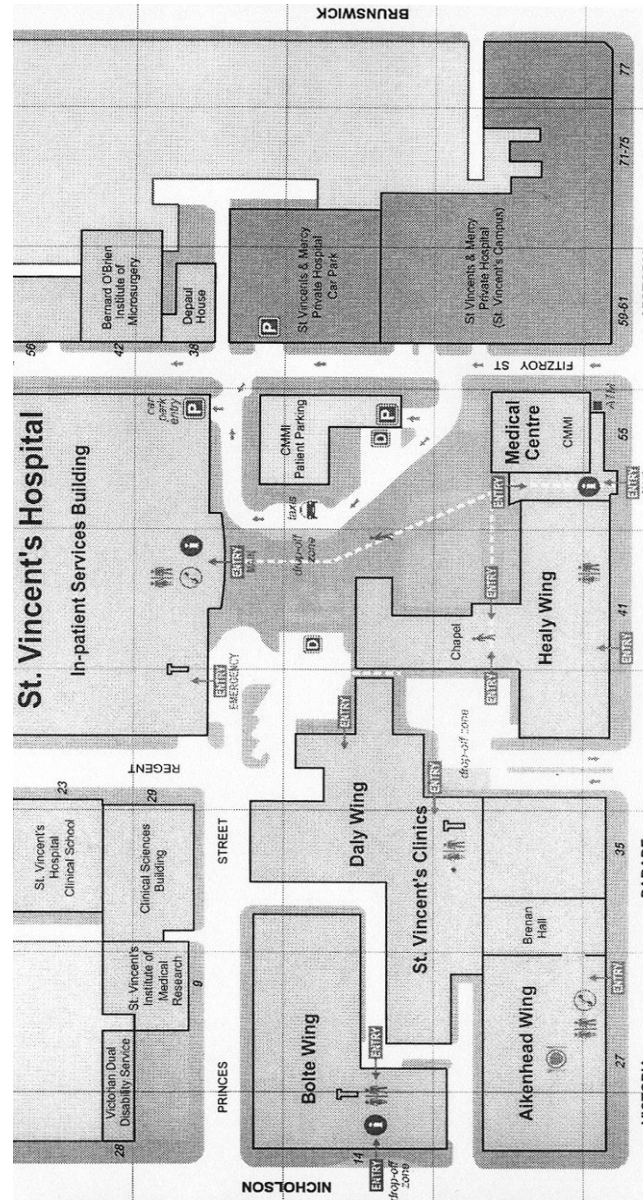 BRUNSWICK
77
71-75
59-61
St Vincents & Mercy
Private Hospital
(St. Vincent's Campus)
St Vincents & Mercy
Private Hospital
Car Park
P
Bernard O'Brien
Institute of
Microsurgery
Depaul
House
56
42
38
FITZROY ST
St. Vincent's Hospital
In-patient Services Building
car
park
entry
P
CMMI
Patient Parking
D
P
taxis
drop-off
zone
i
ENTRY
MAIN
ENTRY
EMERGENCY
D
Medical
Centre
CMMI
ATM
55
ENTRY
i
ENTRY
Healy Wing
Chapel
ENTRY
ENTRY
41
ENTRY
drop-off zone
REGENT
STREET
23
29
St. Vincent's
Hospital
Clinical School
Clinical Sciences
Building
St. Vincent's
Institute of
Medical
Research
9
Victorian Dual
Disability Service
28
PRINCES
Daly Wing
ENTRY
St. Vincent's Clinics
ENTRY
35
Brenan
Hall
Aikenhead Wing
ENTRY
27
Bolte Wing
ENTRY
i
14
ENTRY
drop-off
zone
NICHOLSON